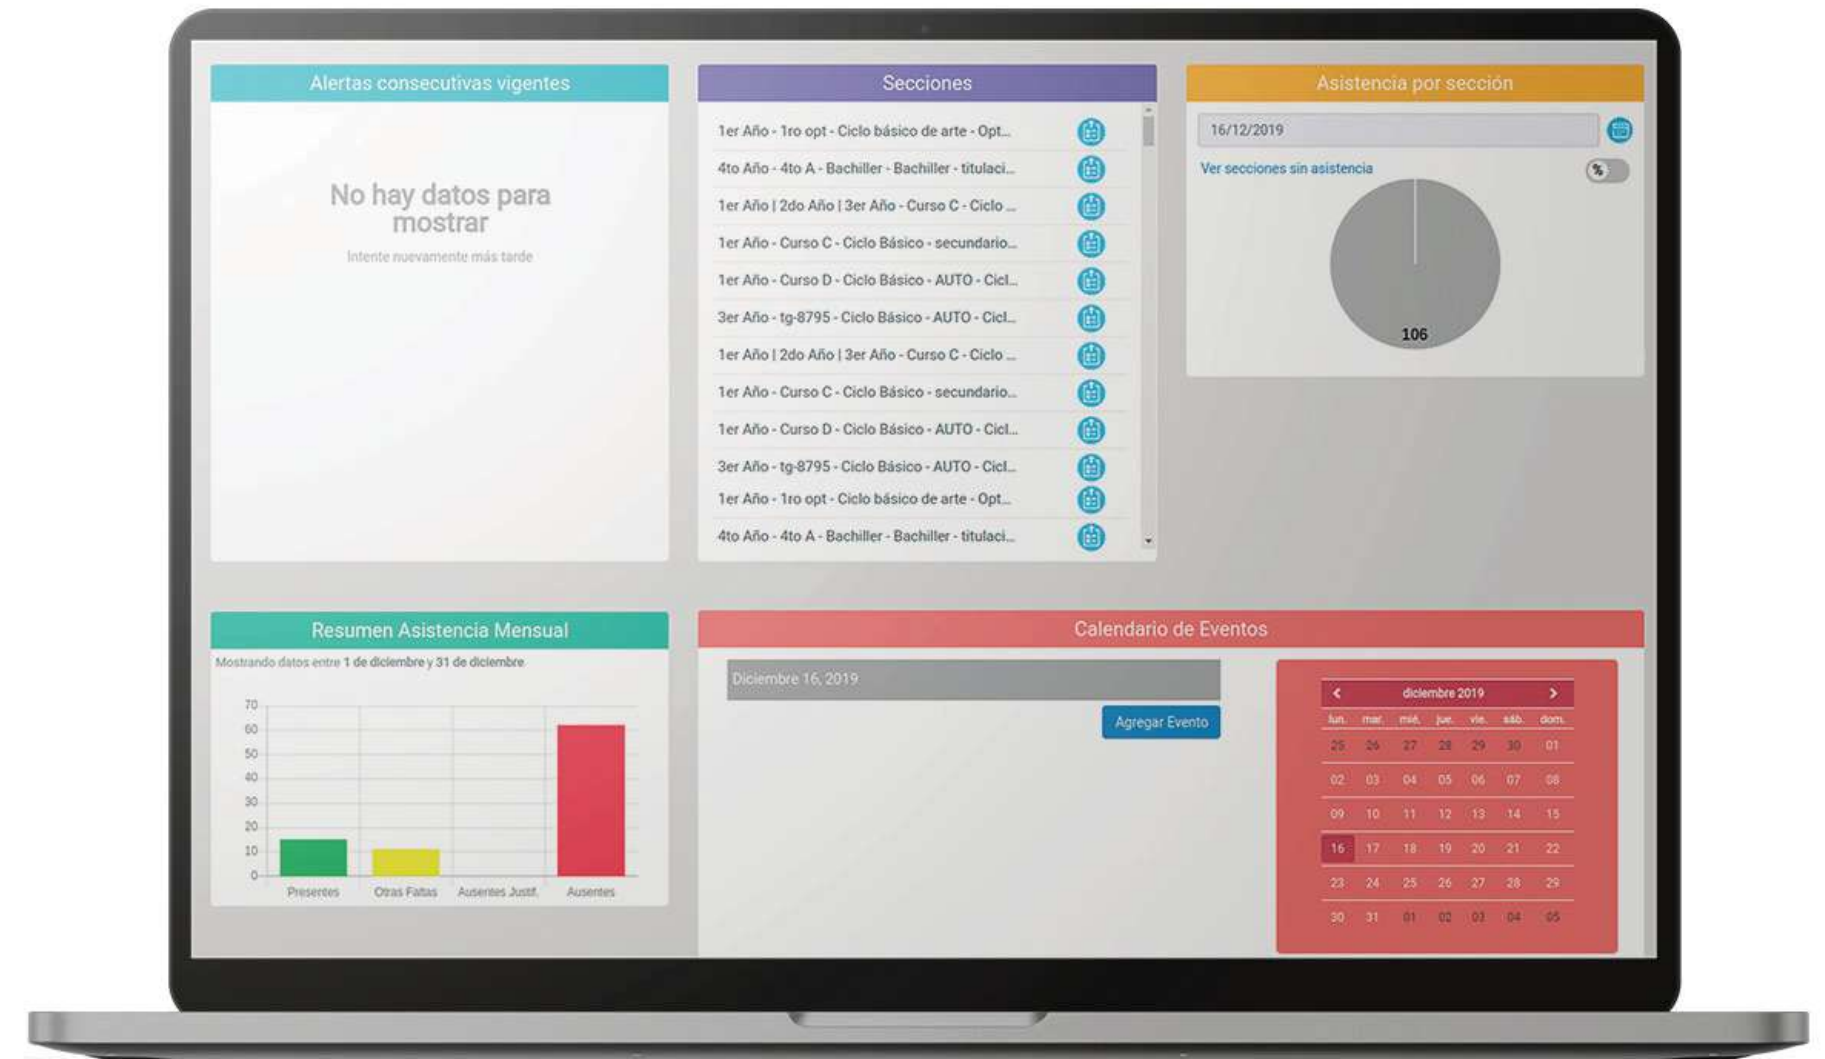 Alertas consecutivas vigentes
No hay datos para
mostrar
Intente nuevamente más tarde
Secciones
1er Año - 1ro opt - Ciclo básico de arte - Opt...
4to Año - 4to A - Bachiller - Bachiller - titulaci...
1er Año | 2do Año | 3er Año - Curso C - Ciclo ...
1er Año - Curso C - Ciclo Básico - secundario...
1er Año - Curso D - Ciclo Básico - AUTO - Cicl...
3er Año - tg-8795 - Ciclo Básico - AUTO - Cicl...
1er Año | 2do Año | 3er Año - Curso C - Ciclo ...
1er Año - Curso C - Ciclo Básico - secundario...
1er Año - Curso D - Ciclo Básico - AUTO - Cicl...
3er Año - tg-8795 - Ciclo Básico - AUTO - Cicl...
1er Año - 1ro opt - Ciclo básico de arte - Opt...
4to Año - 4to A - Bachiller - Bachiller - titulaci...
Asistencia por sección
16/12/2019
Ver secciones sin asistencia
%
106
Resumen Asistencia Mensual
Mostrando datos entre 1 de diciembre y 31 de diciembre
70
60
50
40
30
20
10
0
Presentes Otras Faltas Ausentes Justif. Ausentes
Calendario de Eventos
Diciembre 16, 2019
Agregar Evento
< diciembre 2019 >
lun. mar. mié. jue. vie. sáb. dom.
25 26 27 28 29 30 01
02 03 04 05 06 07 08
09 10 11 12 13 14 15
16 17 18 19 20 21 22
23 24 25 26 27 28 29
30 31 01 02 03 04 05